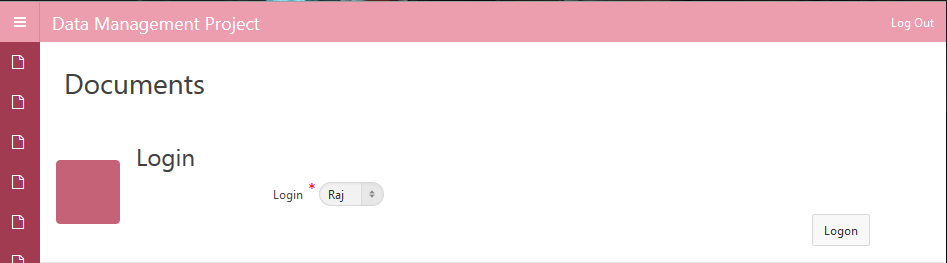 Data Management Project
Log Out
Documents
Login
Login * Raj
Logon